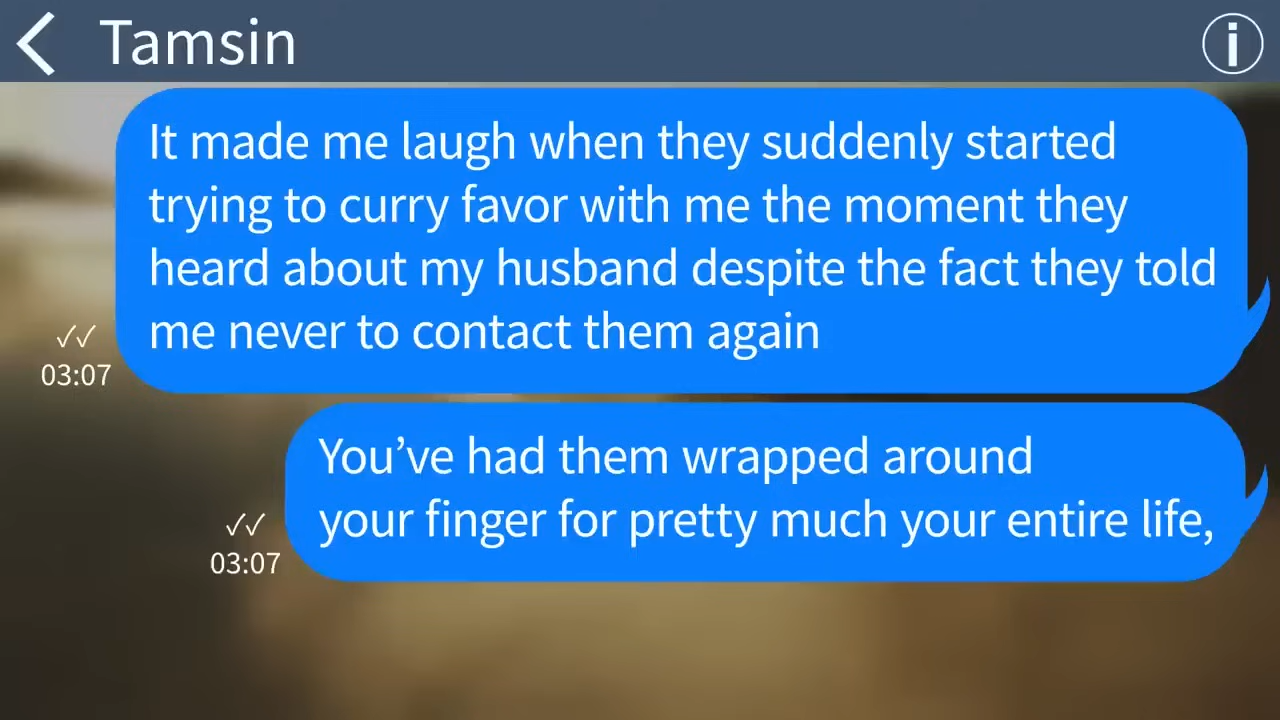 Tamsin
It made me laugh when they suddenly started
trying to curry favor with me the moment they
heard about my husband despite the fact they told
me never to contact them again
✓✓
03:07
You’ve had them wrapped around
your finger for pretty much your entire life,
✓✓
03:07